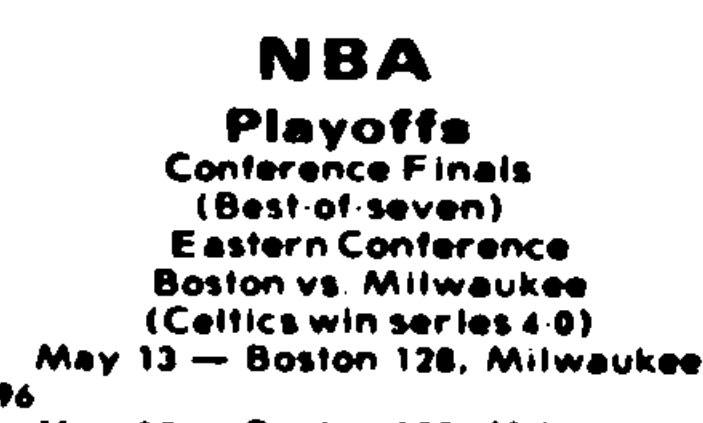 NBA
Playoffs
Conference Finals
(Best-of-seven)
Eastern Conference
Boston vs. Milwaukee
(Celtics win series 4-0)
May 13 — Boston 128, Milwaukee
96